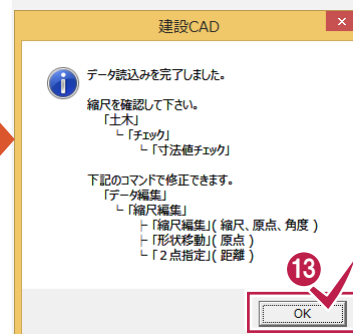 建設CAD
データ読込みを完了しました。
縮尺を確認して下さい。
「土木」
└「チェック」
└「寸法値チェック」
下記のコマンドで修正できます。
「データ編集」
└「縮尺編集」
├「縮尺編集」( 縮尺、原点、角度 )
├「形状移動」( 原点 )
└「２点指定」( 距離 )
⓭
OK